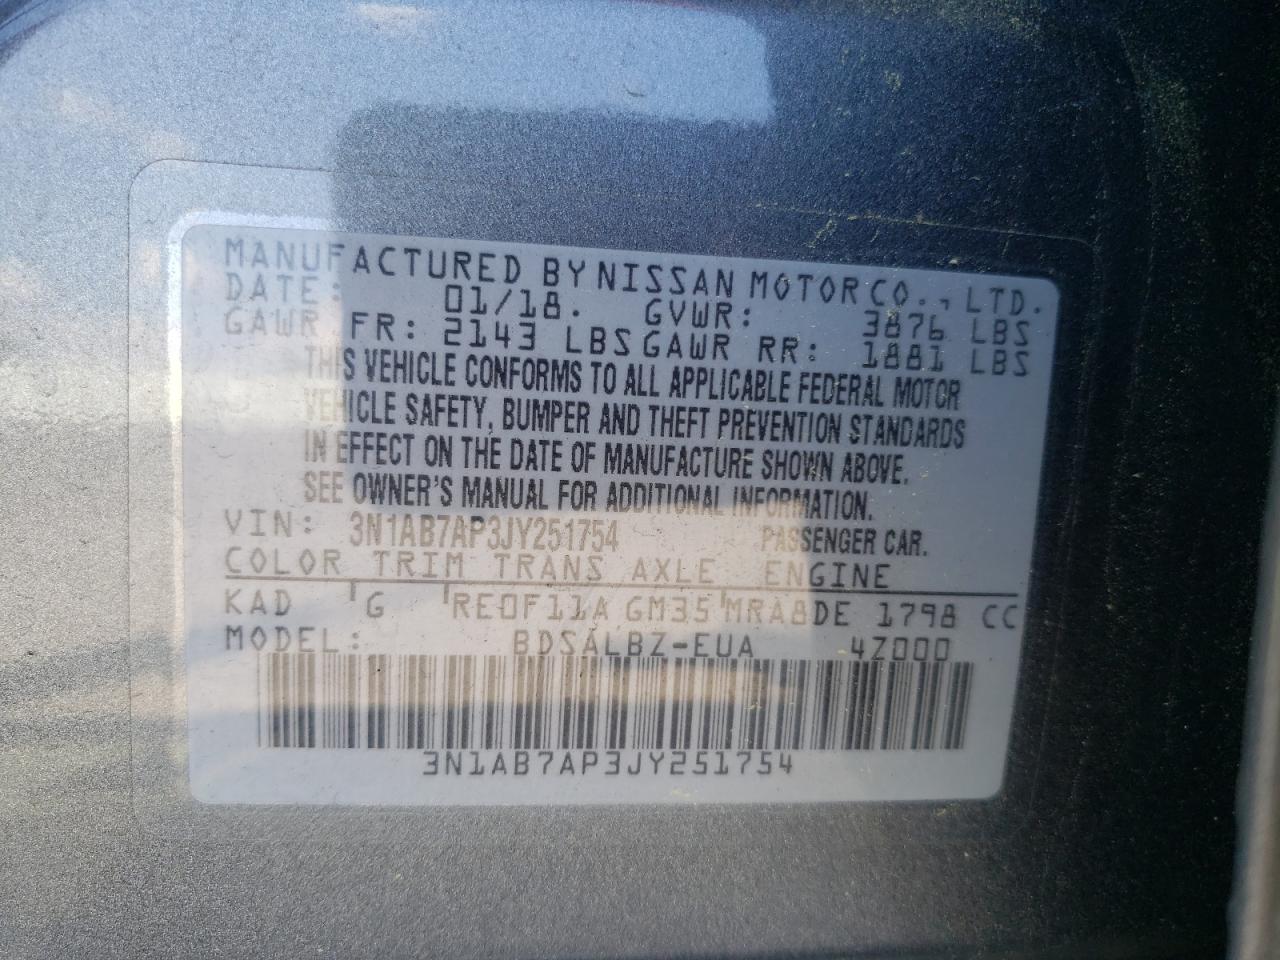 MANUFACTURED BY NISSAN MOTOR CO., LTD.
DATE: 01/18. GVWR: 3876 LBS
GAWR FR: 2143 LBS GAWR RR: 1881 LBS
THIS VEHICLE CONFORMS TO ALL APPLICABLE FEDERAL MOTOR
VEHICLE SAFETY, BUMPER AND THEFT PREVENTION STANDARDS
IN EFFECT ON THE DATE OF MANUFACTURE SHOWN ABOVE.
SEE OWNER'S MANUAL FOR ADDITIONAL INFORMATION.
VIN: 3N1AB7AP3JY251754 PASSENGER CAR.
COLOR TRIM TRANS AXLE ENGINE
KAD G RE0F11A GM35 MRA8DE 1798 CC
MODEL: BDSALBZ-EUA 4Z000
3N1AB7AP3JY251754